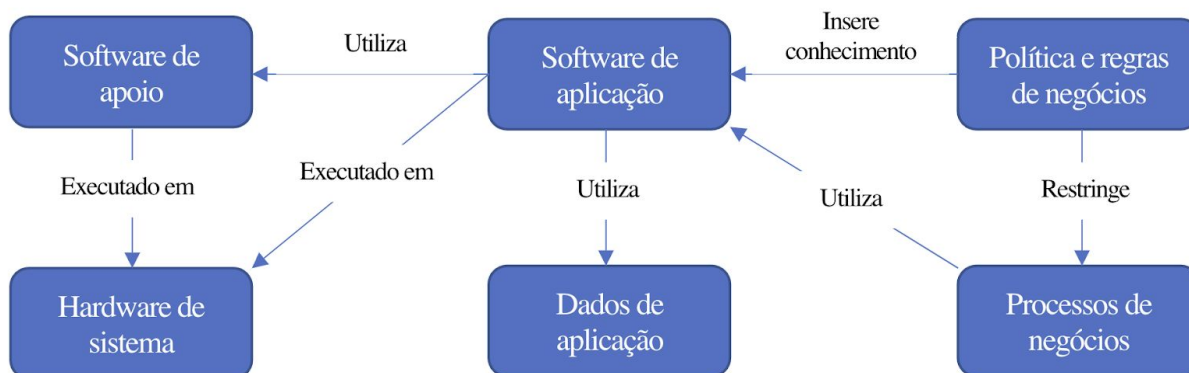 Software de
apoio
Utiliza
Software de
aplicação
Insere
conhecimento
Política e regras
de negócios
Executado em
Executado em
Utiliza
Utiliza
Restringe
Hardware de
sistema
Dados de
aplicação
Processos de
negócios